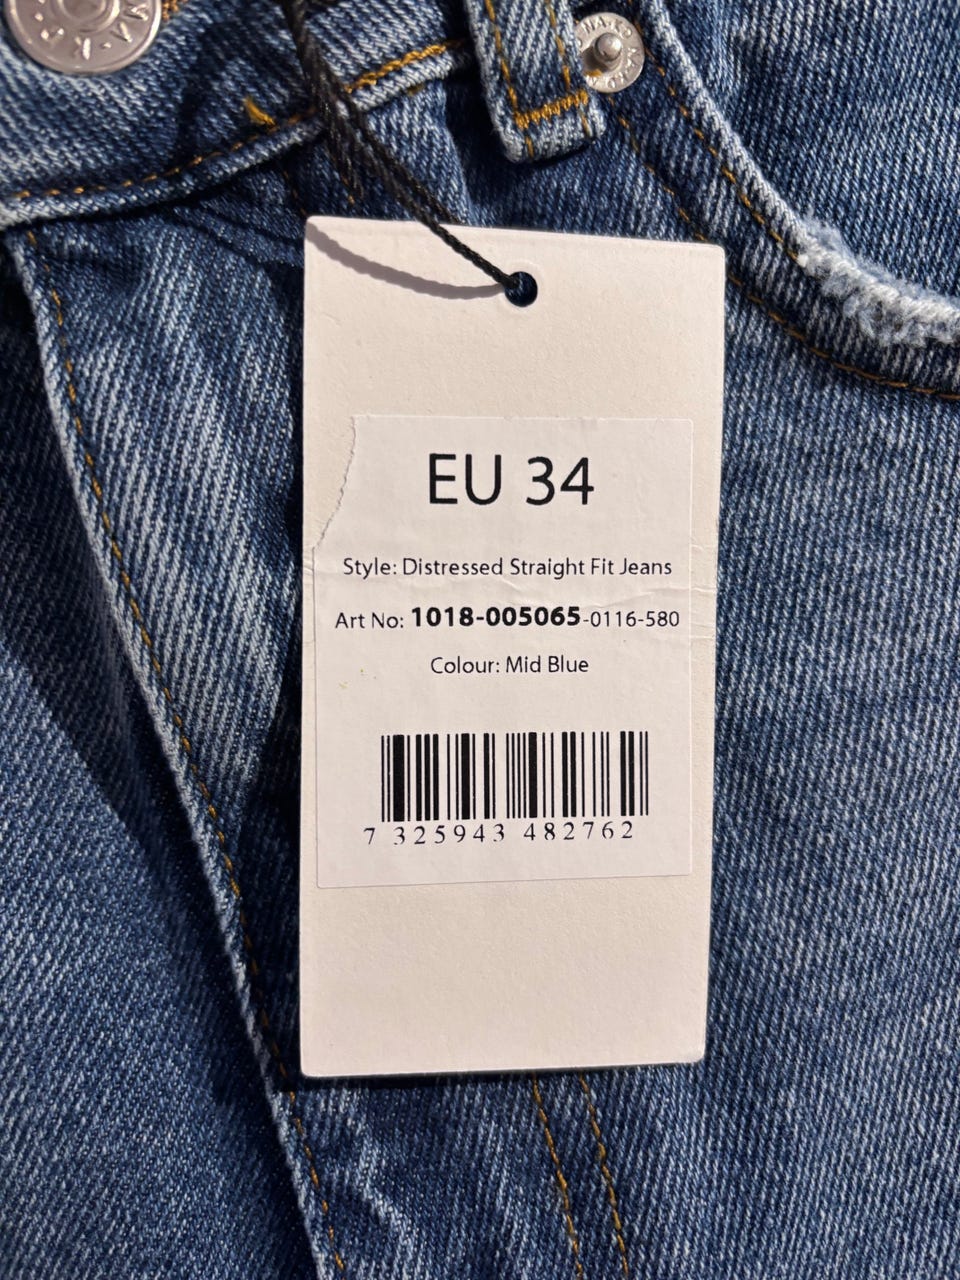 EU 34
Style: Distressed Straight Fit Jeans
Art No: 1018-005065-0116-580
Colour: Mid Blue
7 325943 482762